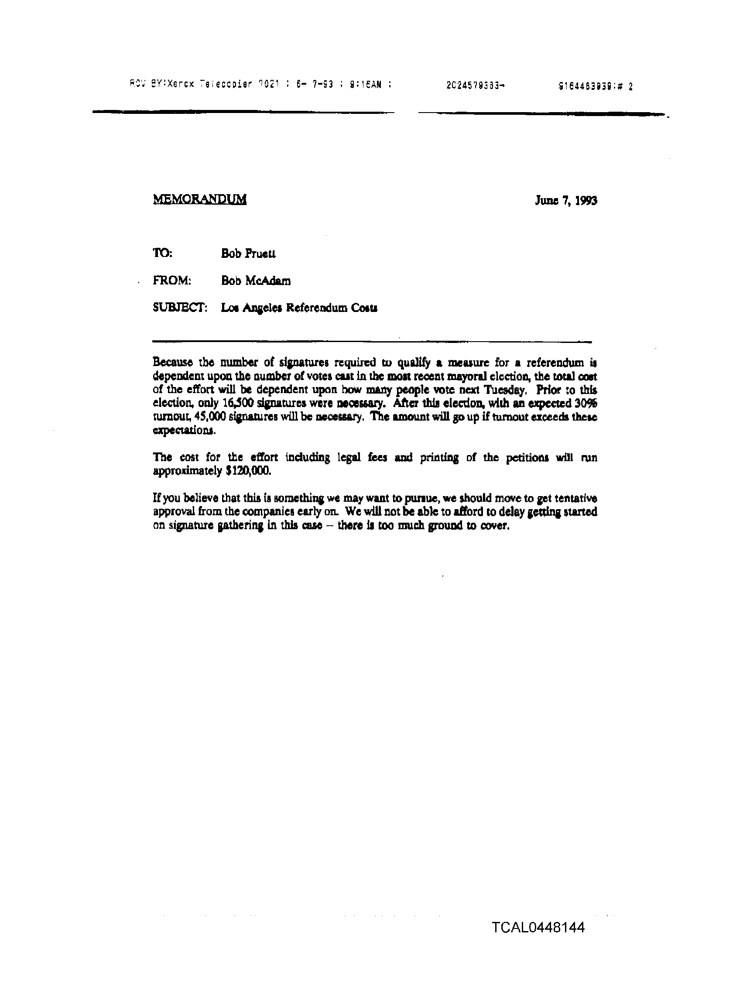 RCV BY:Xerox Telecopier 7021 ; 6- 7-93 ; 9:16AM ; 2024579383→ 9164483939;# 2
MEMORANDUM June 7, 1993
TO: Bob Pruett
FROM: Bob McAdam
SUBJECT: Los Angeles Referendum Costs
Because the number of signatures required to qualify a measure for a referendum is
dependent upon the number of votes cast in the most recent mayoral election, the total cost
of the effort will be dependent upon how many people vote next Tuesday. Prior to this
election, only 16,500 signatures were necessary. After this election, with an expected 30%
turnout, 45,000 signatures will be necessary. The amount will go up if turnout exceeds these
expectations.
The cost for the effort including legal fees and printing of the petitions will run
approximately $120,000.
If you believe that this is something we may want to pursue, we should move to get tentative
approval from the companies early on. We will not be able to afford to delay getting started
on signature gathering in this case – there is too much ground to cover.
TCAL0448144